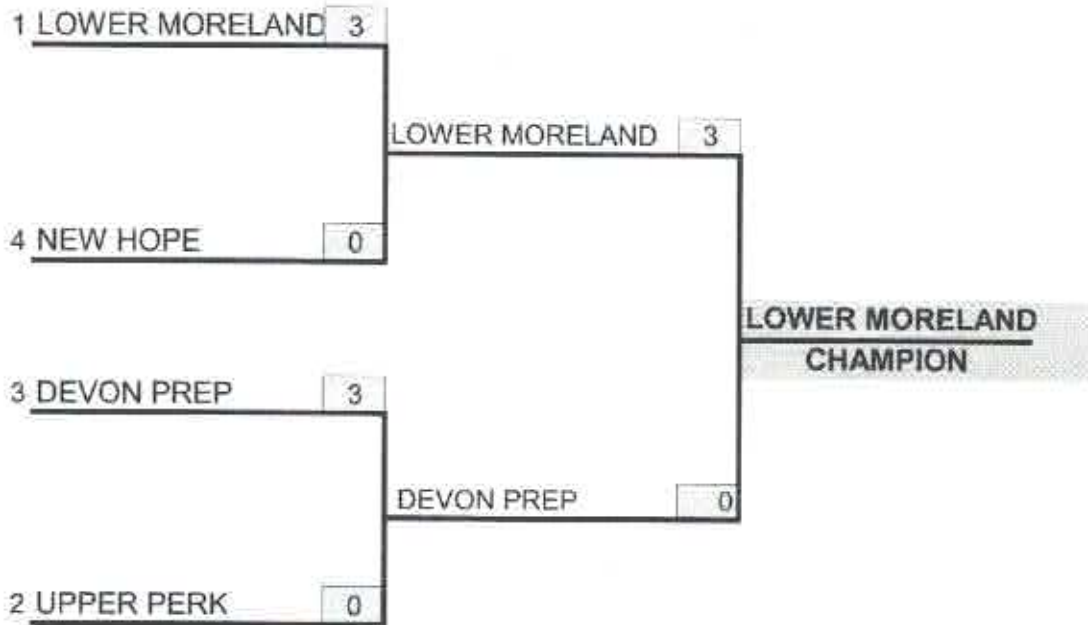 1 LOWER MORELAND 3
LOWER MORELAND 3
4 NEW HOPE 0
LOWER MORELAND
CHAMPION
3 DEVON PREP 3
DEVON PREP 0
2 UPPER PERK 0